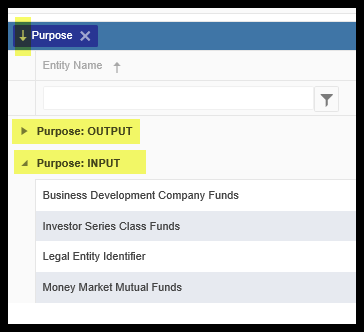 Purpose
Entity Name
Purpose: OUTPUT
Purpose: INPUT
Business Development Company Funds
Investor Series Class Funds
Legal Entity Identifier
Money Market Mutual Funds